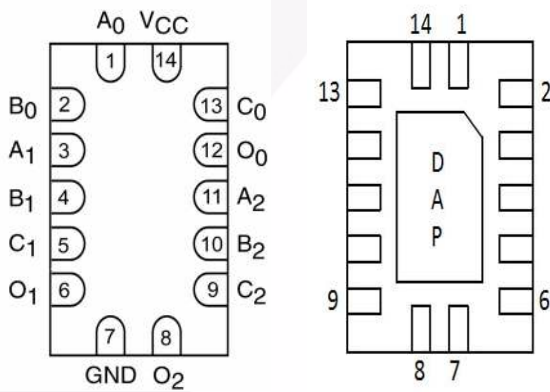 A0 VCC
1 14
B0 2 13 C0
A1 3 12 O0
B1 4 11 A2
C1 5 10 B2
O1 6 9 C2
7 8
GND O2
14 1
13 2
D
A
P
9 6
8 7